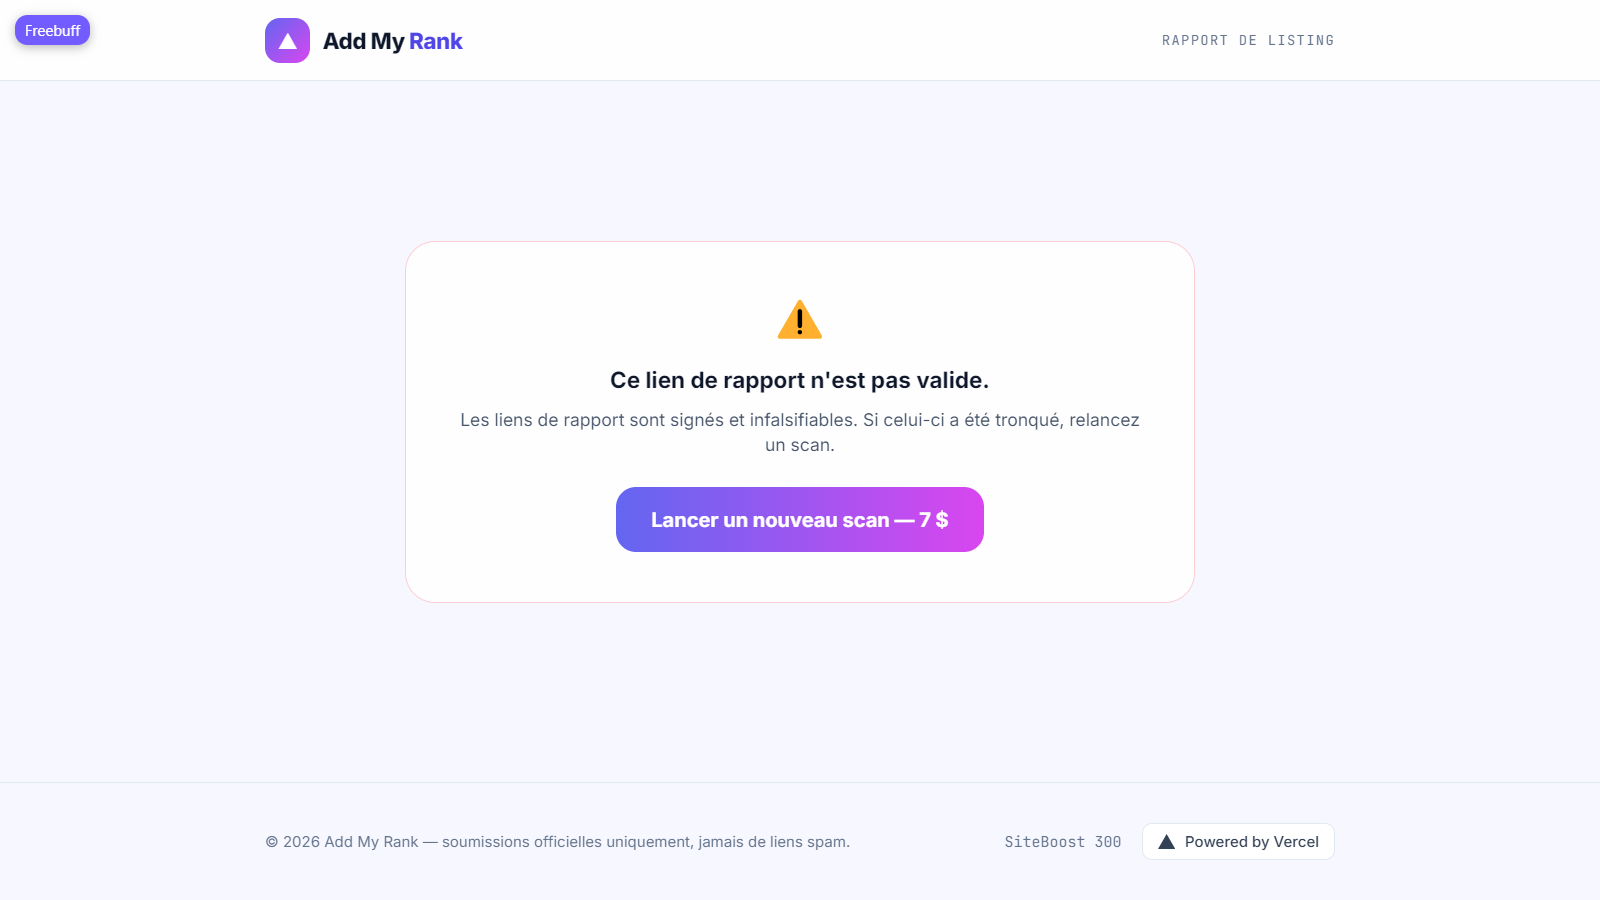 Freebuff
Add My Rank
RAPPORT DE LISTING
Ce lien de rapport n'est pas valide.
Les liens de rapport sont signés et infalsifiables. Si celui-ci a été tronqué, relancez
un scan.
Lancer un nouveau scan — 7 $
© 2026 Add My Rank — soumissions officielles uniquement, jamais de liens spam.
SiteBoost 300
Powered by Vercel